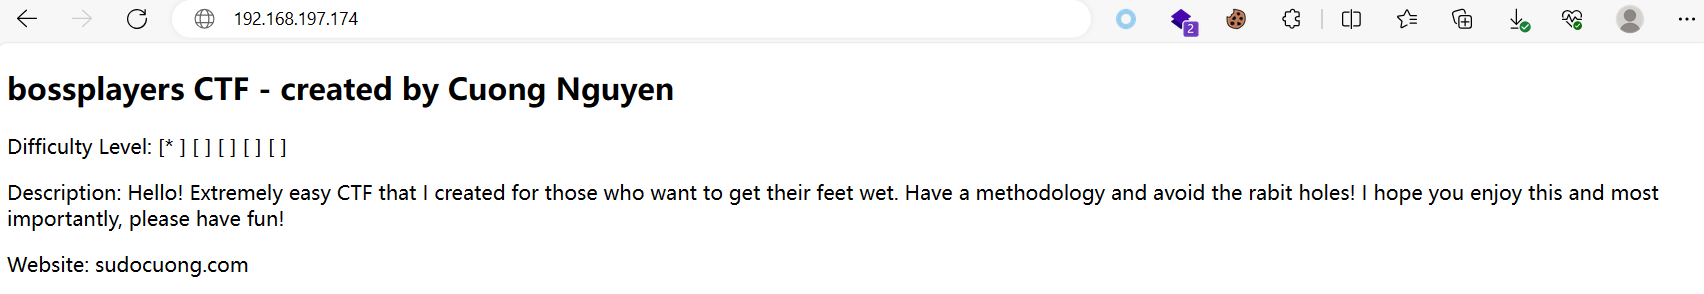 192.168.197.174
2
bossplayers CTF - created by Cuong Nguyen
Difficulty Level: [* ] [ ] [ ] [ ] [ ]
Description: Hello! Extremely easy CTF that I created for those who want to get their feet wet. Have a methodology and avoid the rabit holes! I hope you enjoy this and most
importantly, please have fun!
Website: sudocuong.com